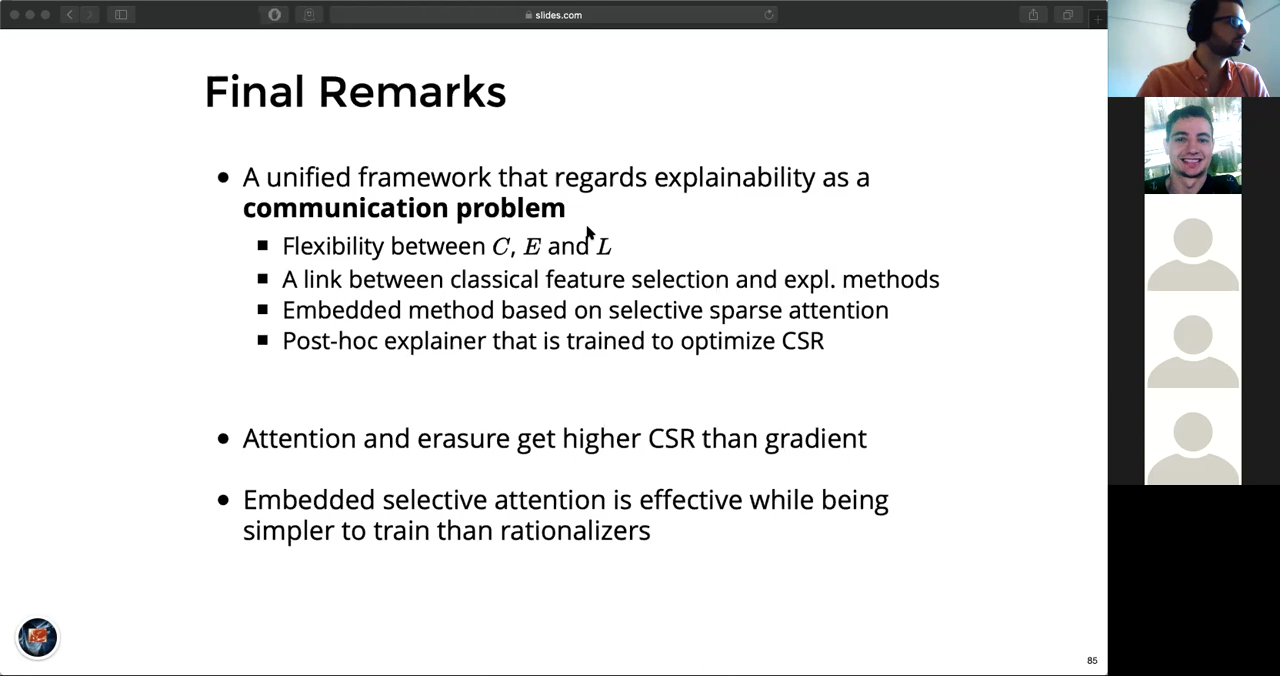 slides.com
Final Remarks
• A unified framework that regards explainability as a
communication problem
▪ Flexibility between C, E and L
▪ A link between classical feature selection and expl. methods
▪ Embedded method based on selective sparse attention
▪ Post-hoc explainer that is trained to optimize CSR
• Attention and erasure get higher CSR than gradient
• Embedded selective attention is effective while being
simpler to train than rationalizers
85